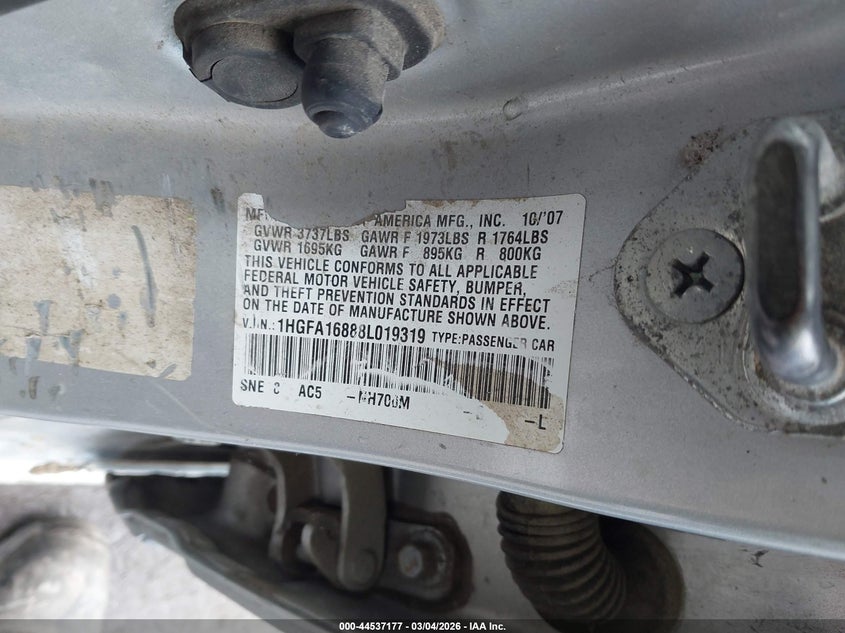 AMERICA MFG., INC. 10/'07
GVWR 3737LBS GAWR F 1973LBS R 1764LBS
GVWR 1695KG GAWR F 895KG R 800KG
THIS VEHICLE CONFORMS TO ALL APPLICABLE
FEDERAL MOTOR VEHICLE SAFETY, BUMPER,
AND THEFT PREVENTION STANDARDS IN EFFECT
ON THE DATE OF MANUFACTURE SHOWN ABOVE.
V.I.N.:1HGFA16888L019319 TYPE:PASSENGER CAR
SNE AC5 -L
000-44537177 - 03/04/2026 - IAA Inc.